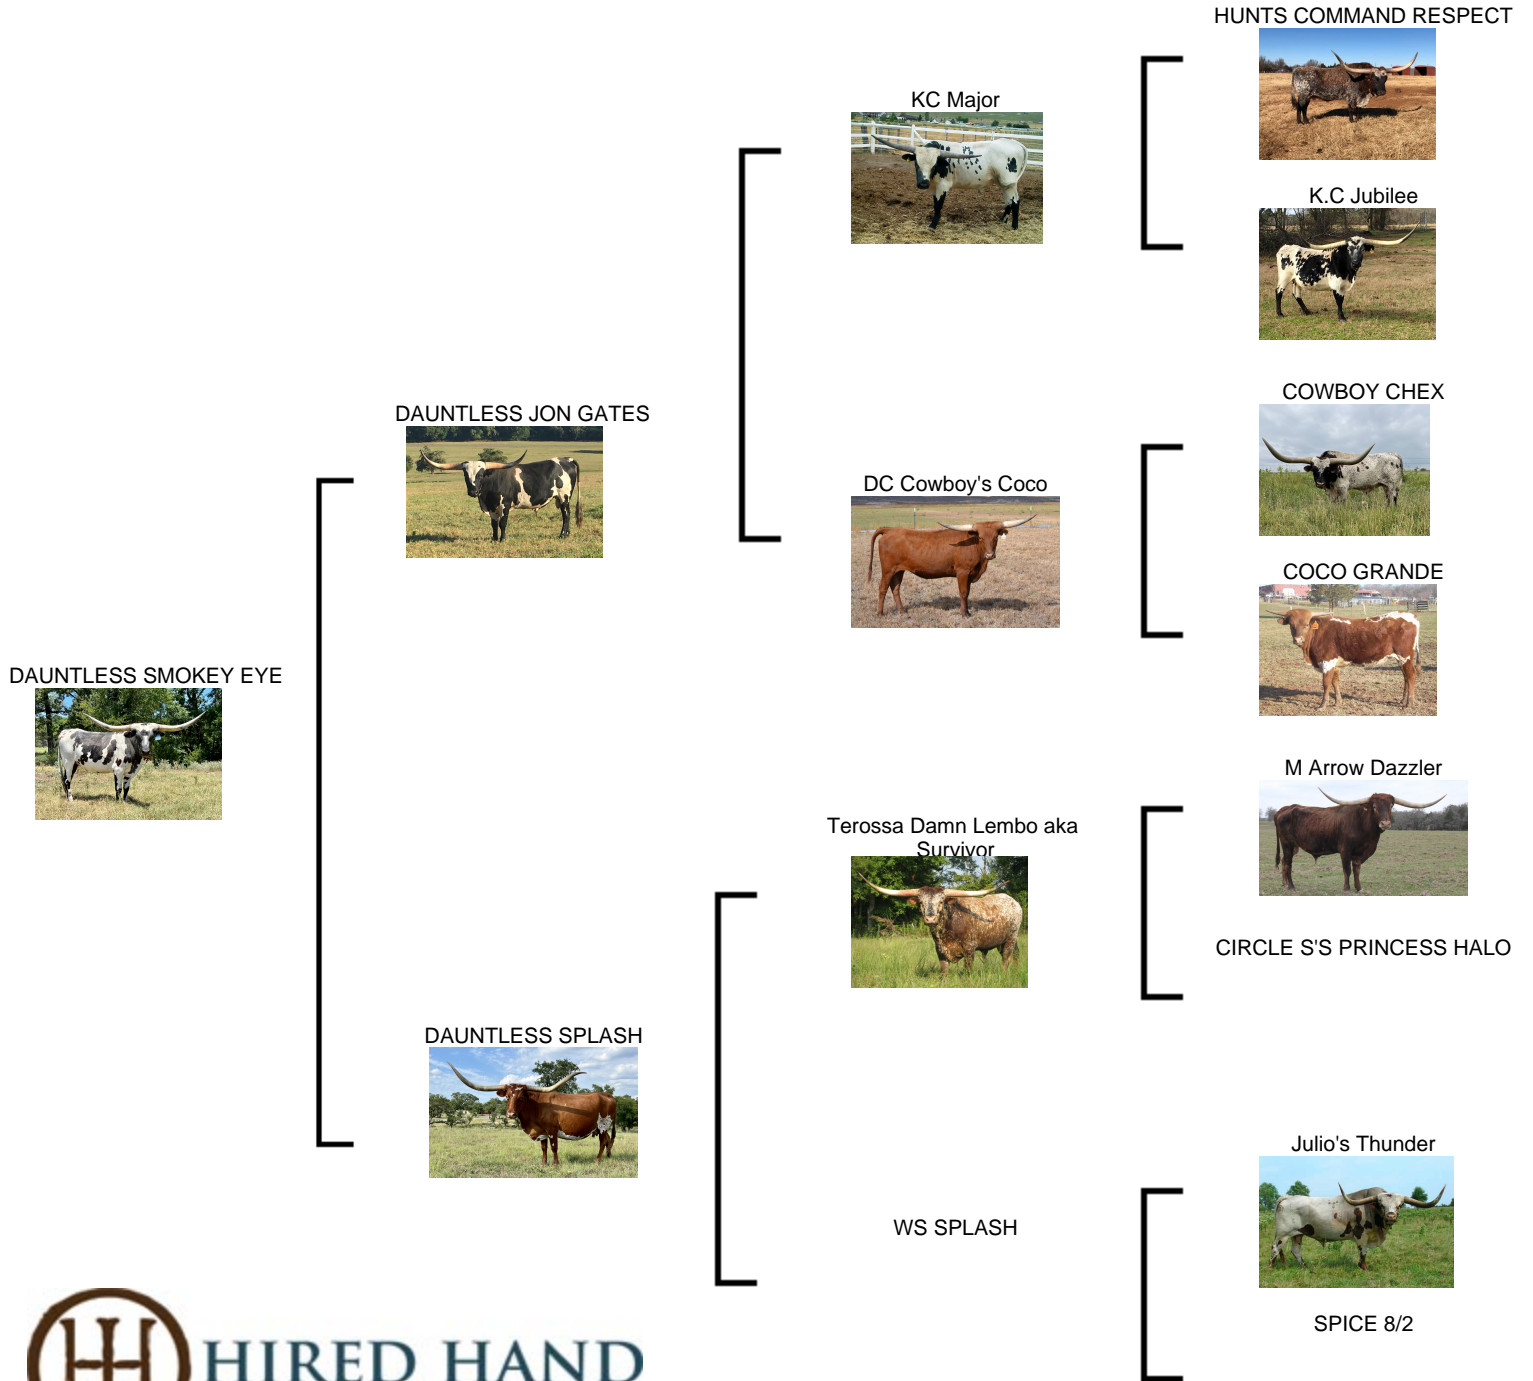 HUNTS COMMAND RESPECT
KC Major
K.C Jubilee
COWBOY CHEX
DAUNTLESS JON GATES
DC Cowboy's Coco
COCO GRANDE
DAUNTLESS SMOKEY EYE
M Arrow Dazzler
Terossa Damn Lembo aka
Survivor
CIRCLE S'S PRINCESS HALO
DAUNTLESS SPLASH
Julio's Thunder
WS SPLASH
SPICE 8/2
HIRED HAND